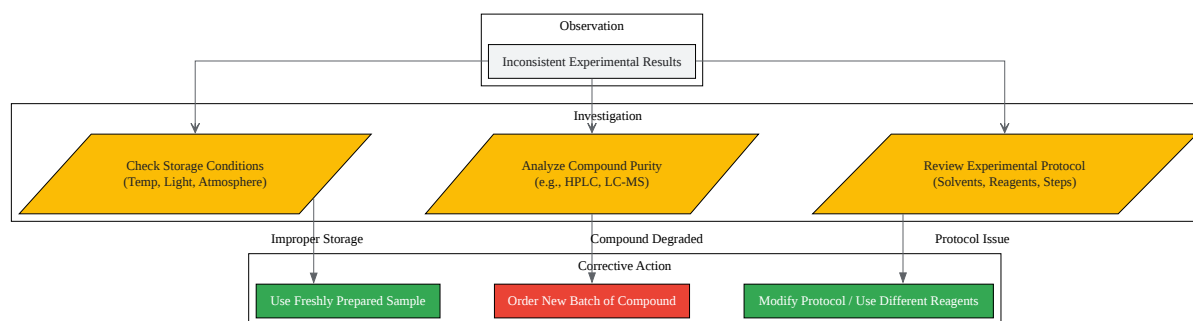 Observation
Inconsistent Experimental Results
Investigation
Check Storage Conditions
(Temp, Light, Atmosphere)
Analyze Compound Purity
(e.g., HPLC, LC-MS)
Review Experimental Protocol
(Solvents, Reagents, Steps)
Improper Storage
Compound Degraded
Protocol Issue
Corrective Action
Use Freshly Prepared Sample
Order New Batch of Compound
Modify Protocol / Use Different Reagents